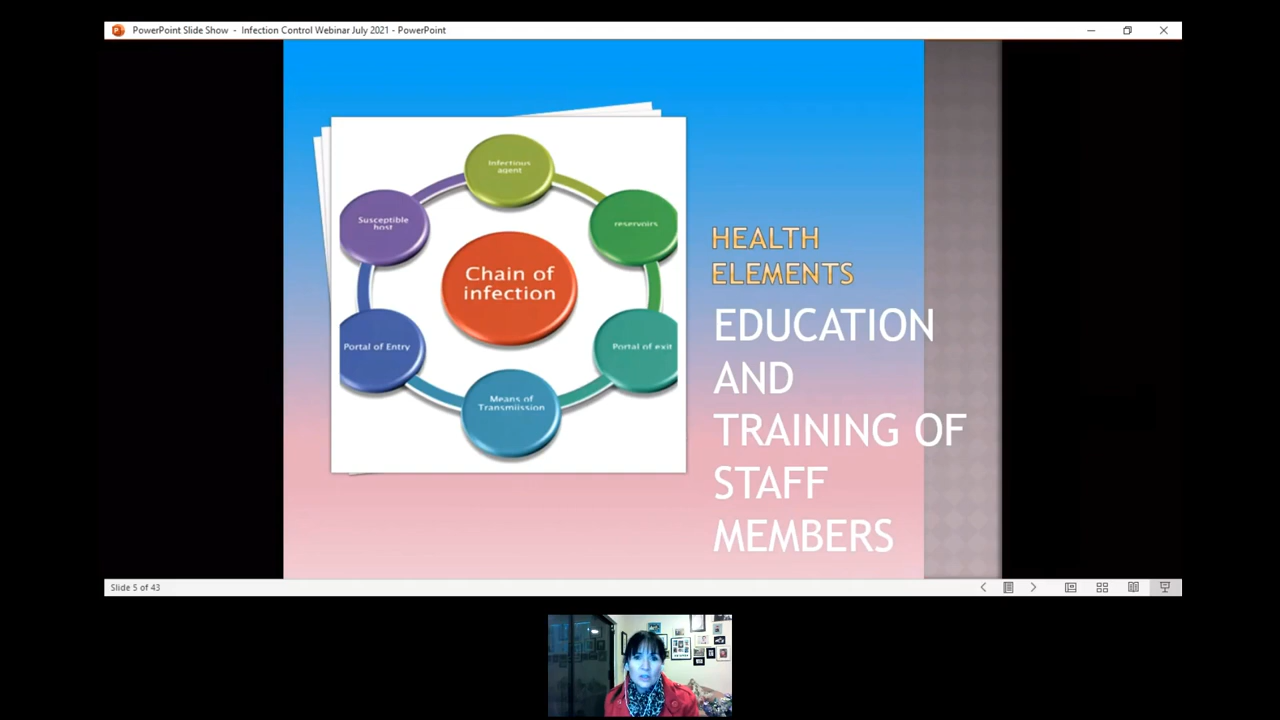 PowerPoint Slide Show - Infection Control Webinar July 2021 - PowerPoint
Infectious
agent
Susceptible
host
reservoirs
Chain of
infection
Portal of Entry
Portal of exit
Means of
Transmiission
HEALTH
ELEMENTS
EDUCATION
AND
TRAINING OF
STAFF
MEMBERS
Slide 5 of 43